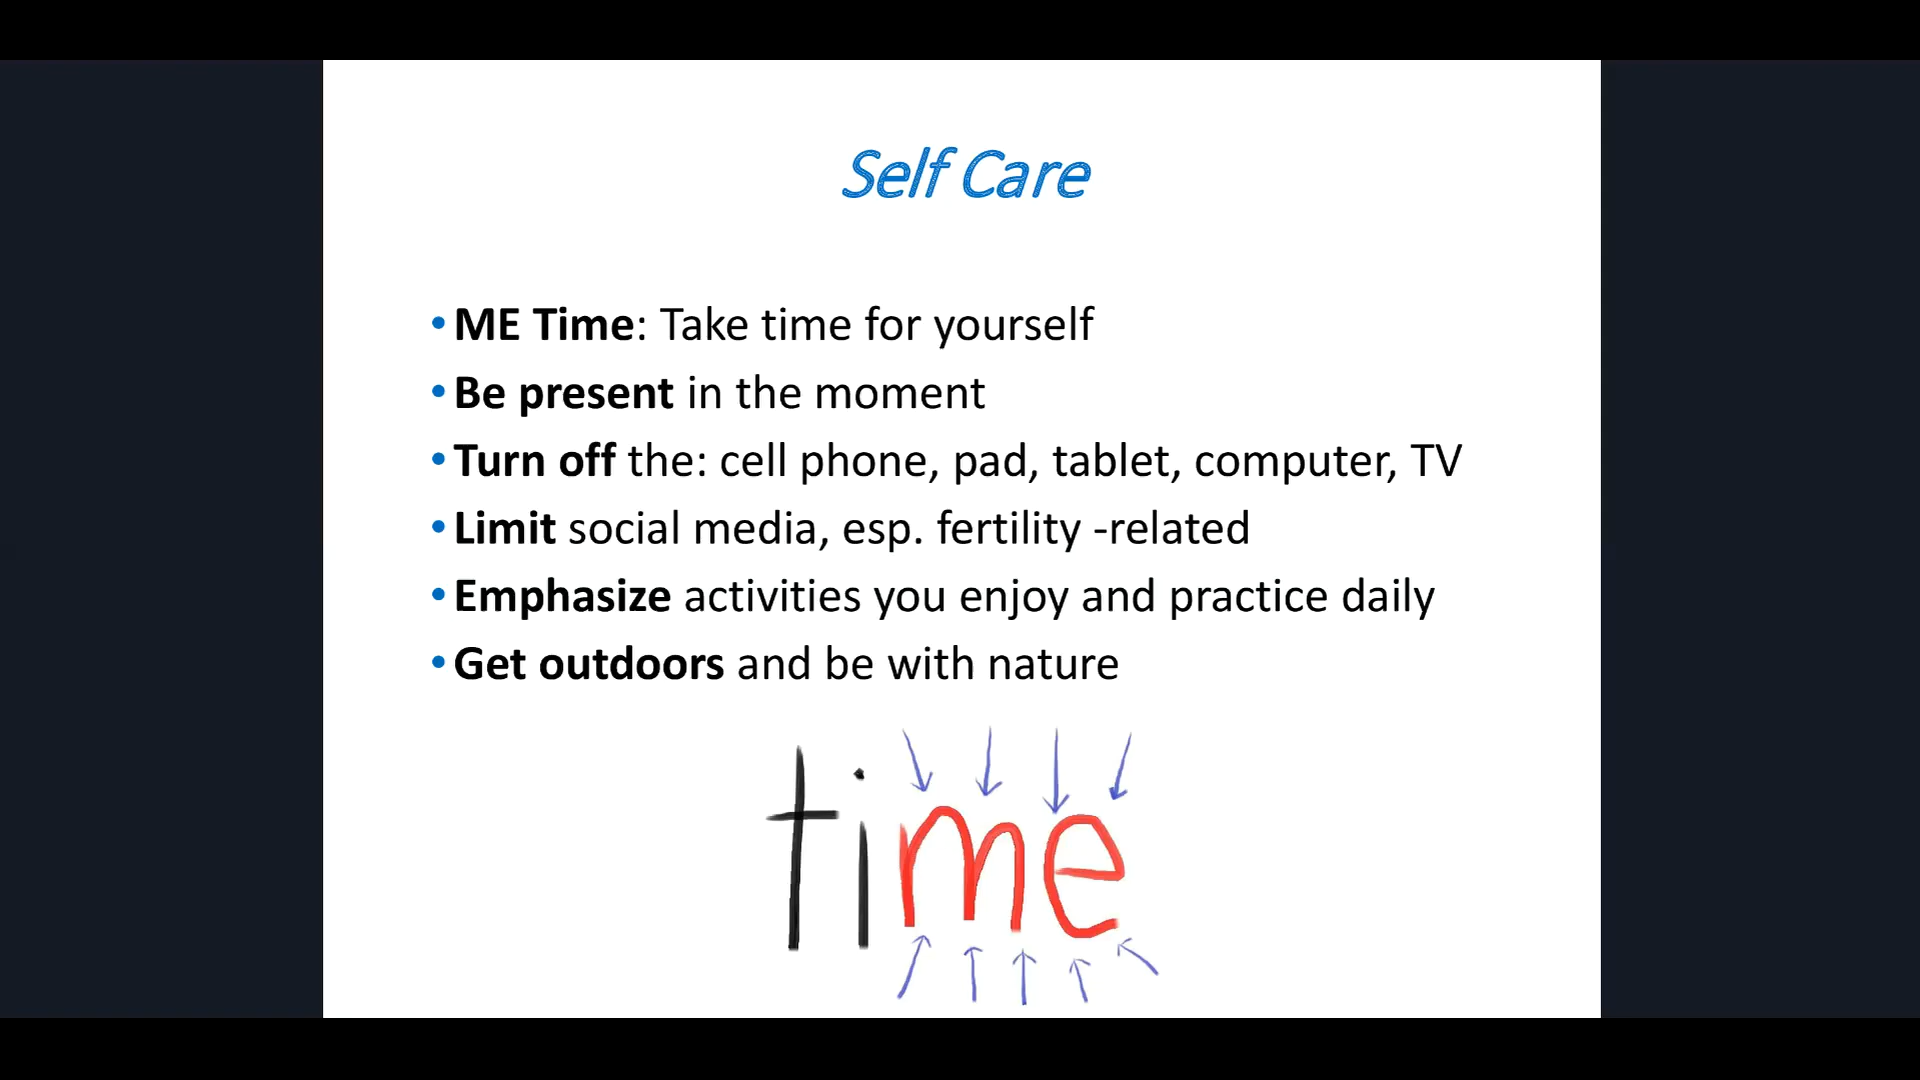 Self Care
•ME Time: Take time for yourself
•Be present in the moment
•Turn off the: cell phone, pad, tablet, computer, TV
•Limit social media, esp. fertility -related
•Emphasize activities you enjoy and practice daily
•Get outdoors and be with nature
time